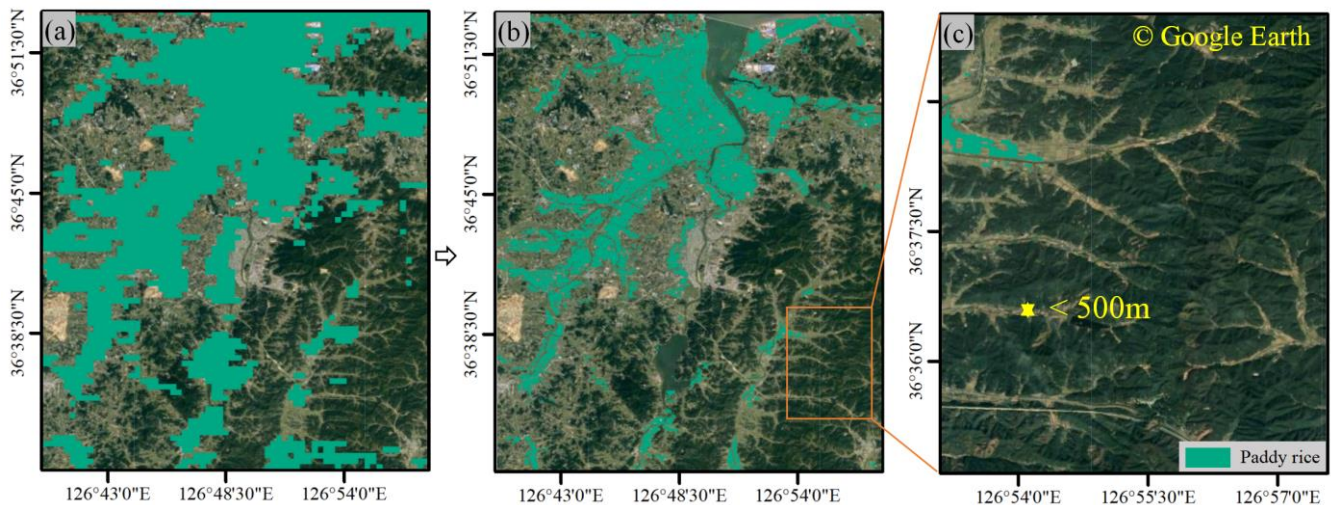 (a)
(b)
(c)
© Google Earth
36°51'30"N
36°45'0"N
36°38'30"N
126°43'0"E
126°48'30"E
126°54'0"E
36°51'30"N
36°45'0"N
36°38'30"N
126°43'0"E
126°48'30"E
126°54'0"E
36°37'30"N
36°36'0"N
< 500m
Paddy rice
126°54'0"E
126°55'30"E
126°57'0"E